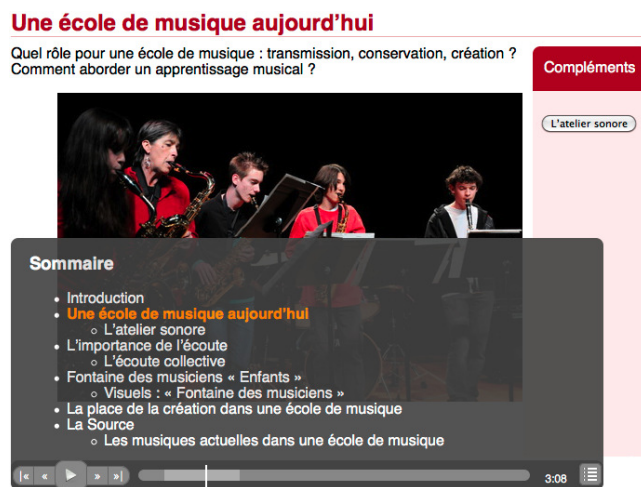 Une école de musique aujourd'hui
Quel rôle pour une école de musique : transmission, conservation, création ?
Comment aborder un apprentissage musical ?
Compléments
L'atelier sonore
Sommaire
• Introduction
• Une école de musique aujourd'hui
◦ L'atelier sonore
• L'importance de l'écoute
◦ L'écoute collective
• Fontaine des musiciens « Enfants »
◦ Visuels : « Fontaine des musiciens »
• La place de la création dans une école de musique
• La Source
◦ Les musiques actuelles dans une école de musique
3:08